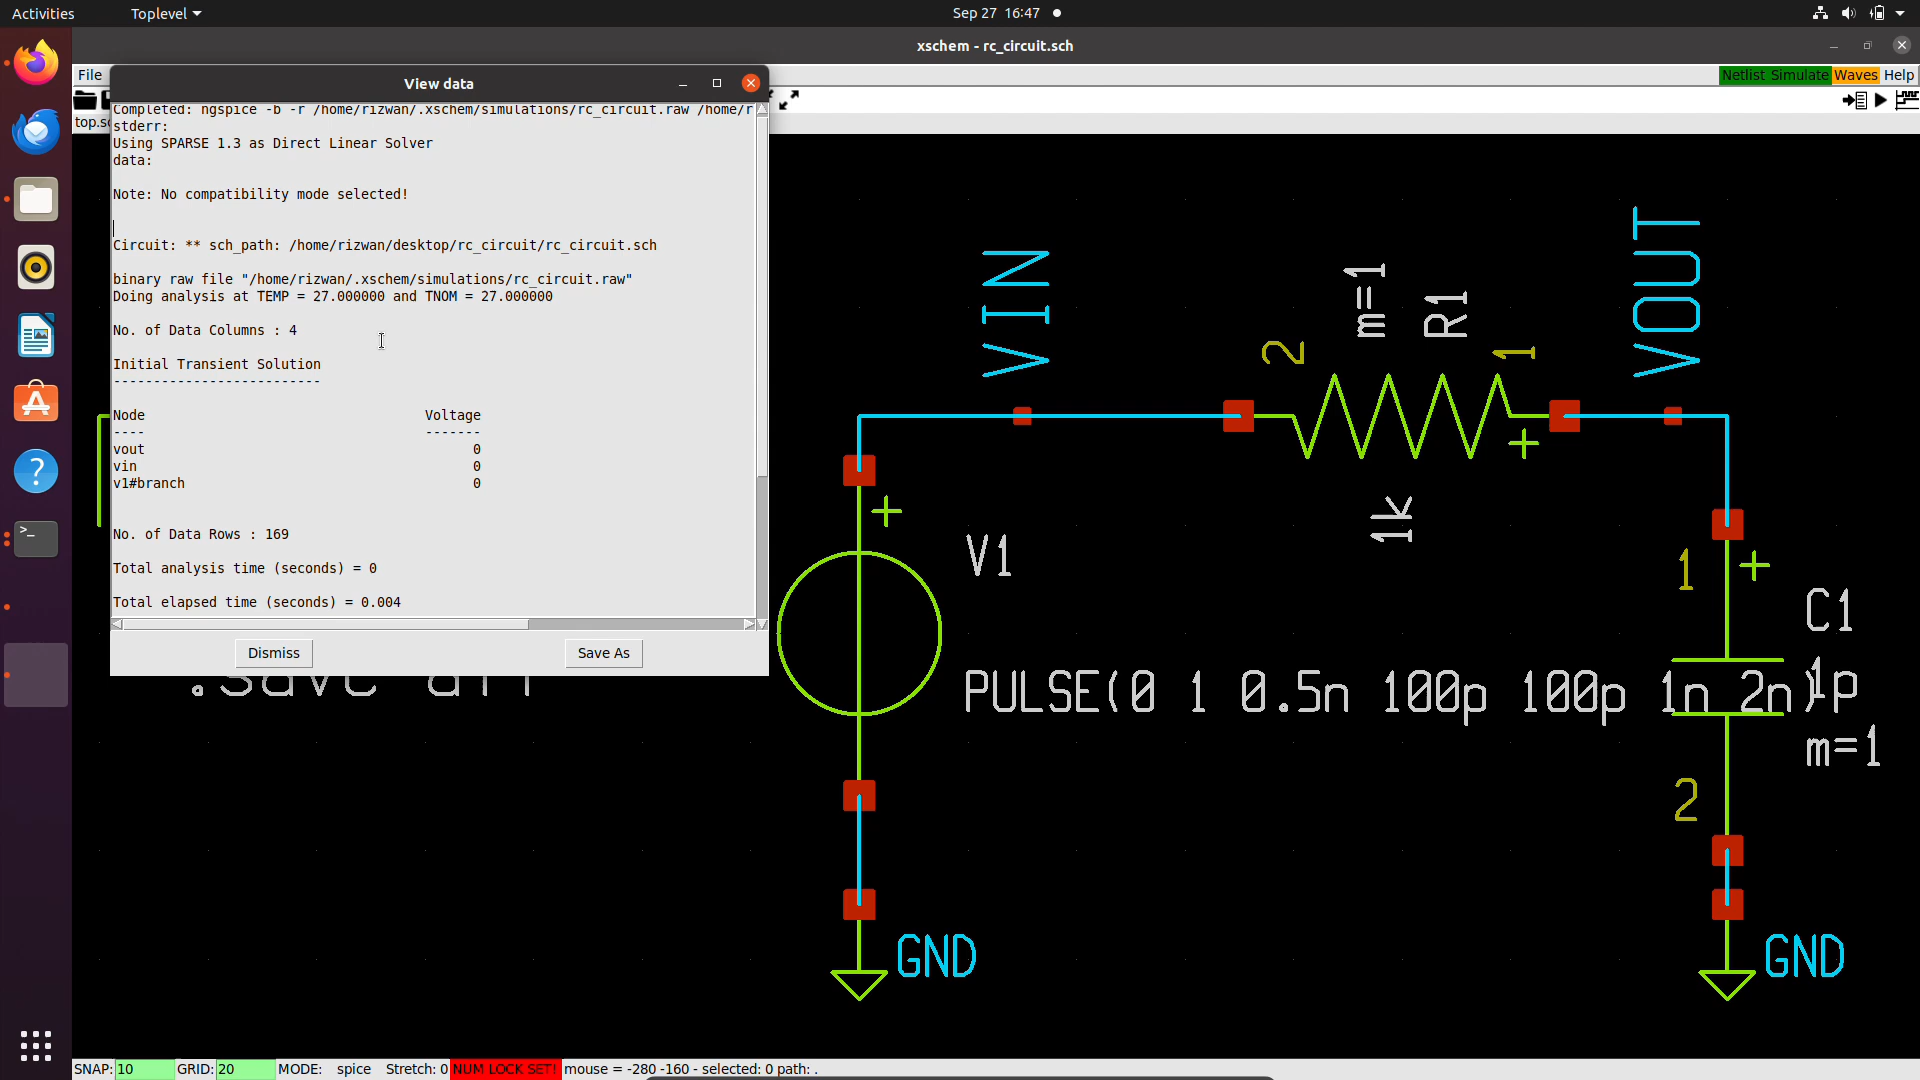 Activities
Toplevel
Sep 27 16:47
xschem - rc_circuit.sch
File
Netlist Simulate Waves Help
View data
Completed: ngspice -b -r /home/rizwan/.xschem/simulations/rc_circuit.raw /home/r
stderr:
Using SPARSE 1.3 as Direct Linear Solver
data:
Note: No compatibility mode selected!
Circuit: ** sch_path: /home/rizwan/desktop/rc_circuit/rc_circuit.sch
binary raw file "/home/rizwan/.xschem/simulations/rc_circuit.raw"
Doing analysis at TEMP = 27.000000 and TNOM = 27.000000
No. of Data Columns : 4
Initial Transient Solution
--------------------------
Node Voltage
---- -------
vout 0
vin 0
v1#branch 0
No. of Data Rows : 169
Total analysis time (seconds) = 0
Total elapsed time (seconds) = 0.004
Dismiss
Save As
top.sc
.save all
VIN
2
m=1
R1
1
1k
VOUT
V1
PULSE(0 1 0.5n 100p 100p 1n 2n)
1
C1
1p
m=1
2
GND
GND
SNAP: 10 GRID: 20 MODE: spice Stretch: 0 NUM LOCK SET! mouse = -280 -160 - selected: 0 path: .